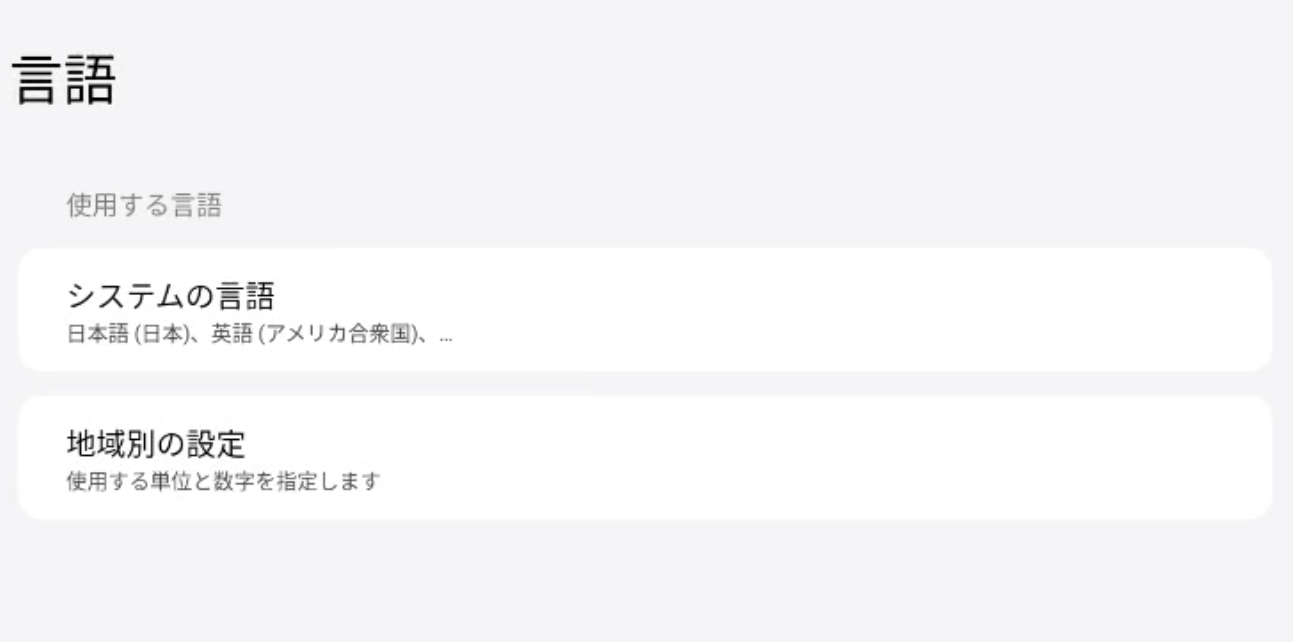 言語
使用する言語
システムの言語
日本語 (日本)、英語 (アメリカ合衆国)、...
地域別の設定
使用する単位と数字を指定します